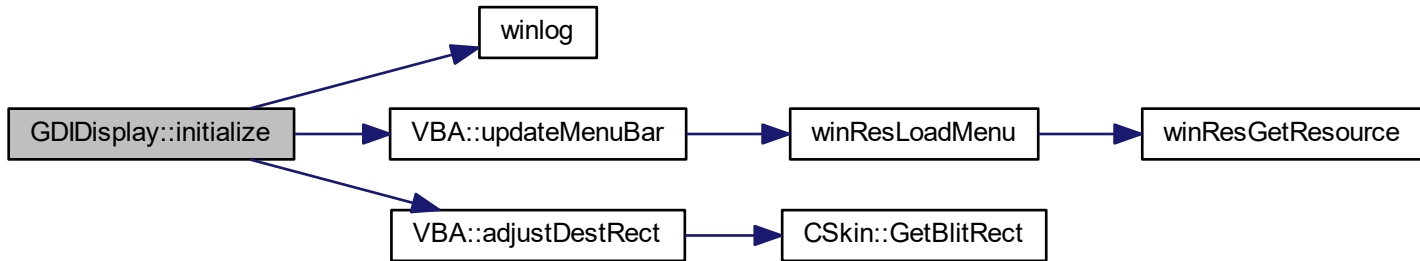 winlog
GDIDisplay::initialize
VBA::updateMenuBar
winResLoadMenu
winResGetResource
VBA::adjustDestRect
CSkin::GetBlitRect